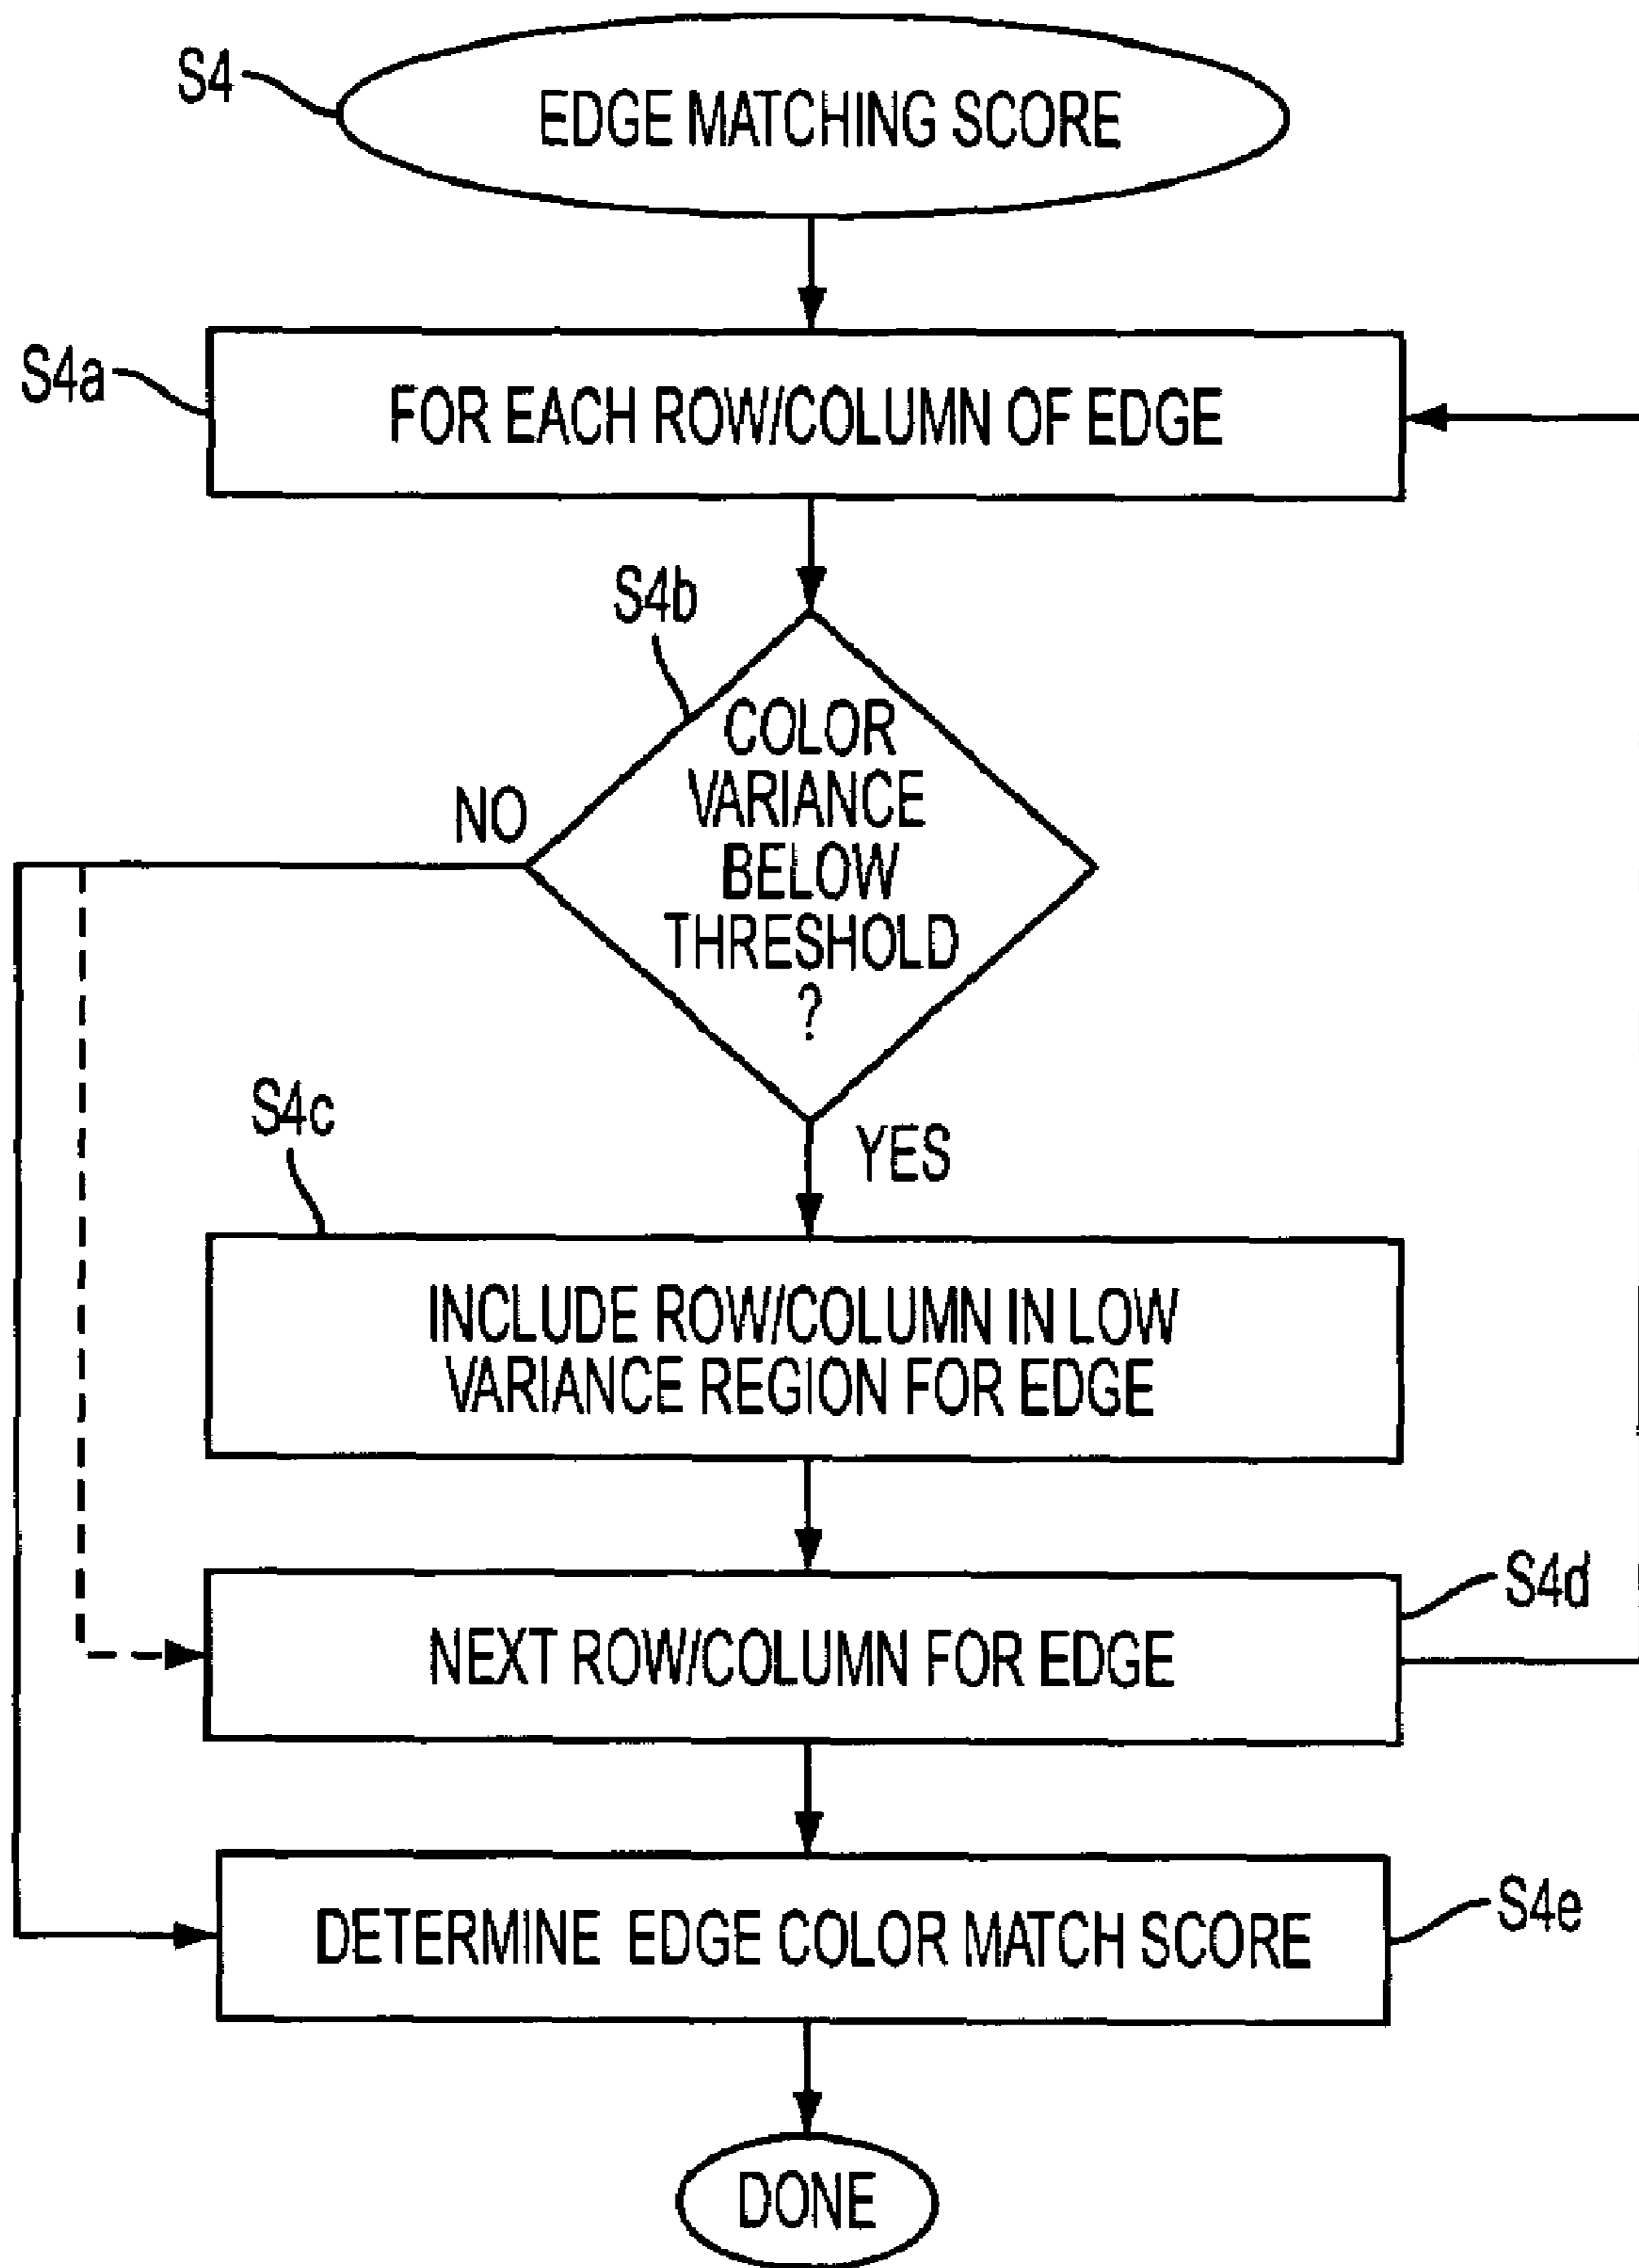 S4
EDGE MATCHING SCORE
S4a
FOR EACH ROW/COLUMN OF EDGE
S4b
COLOR
VARIANCE
BELOW
THRESHOLD
?
NO
YES
S4c
INCLUDE ROW/COLUMN IN LOW
VARIANCE REGION FOR EDGE
S4d
NEXT ROW/COLUMN FOR EDGE
S4e
DETERMINE EDGE COLOR MATCH SCORE
DONE